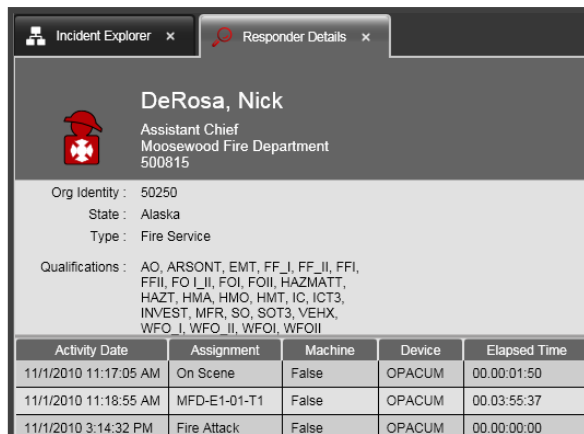 Incident Explorer x Responder Details x
DeRosa, Nick
Assistant Chief
Moosewood Fire Department
500815
Org Identity : 50250
State : Alaska
Type : Fire Service
Qualifications : AO, ARSONT, EMT, FF_I, FF_II, FFI,
FFII, FO I_II, FOI, FOII, HAZMATT,
HAZT, HMA, HMO, HMT, IC, ICT3,
INVEST, MFR, SO, SOT3, VEHX,
WFO_I, WFO_II, WFOI, WFOII
Activity Date Assignment Machine Device Elapsed Time
11/1/2010 11:17:05 AM On Scene False OPACUM 00.00:01:50
11/1/2010 11:18:55 AM MFD-E1-01-T1 False OPACUM 00.03:55:37
11/1/2010 3:14:32 PM Fire Attack False OPACUM 00.00:00:00